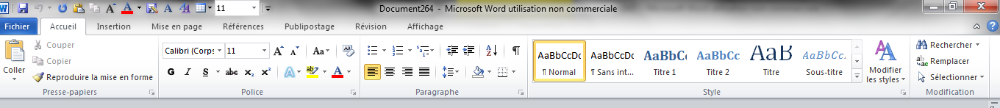 11
Document264 - Microsoft Word utilisation non commerciale
Fichier Accueil Insertion Mise en page Références Publipostage Révision Affichage
Coller
Couper
Copier
Reproduire la mise en forme
Presse-papiers
Calibri (Corps 11
G I S abc x₂ x²
Police
Paragraphe
AaBbCcDc AaBbCcDc AaBbC AaBbCc AaB AaBbCc.
¶ Normal ¶ Sans int... Titre 1 Titre 2 Titre Sous-titre
Style
Modifier
les styles
Rechercher
Remplacer
Sélectionner
Modification